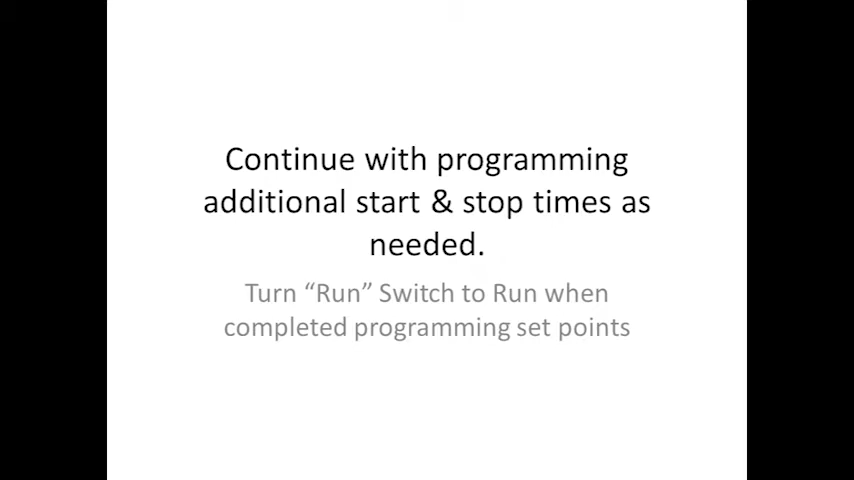 Continue with programming
additional start & stop times as
needed.
Turn “Run” Switch to Run when
completed programming set points